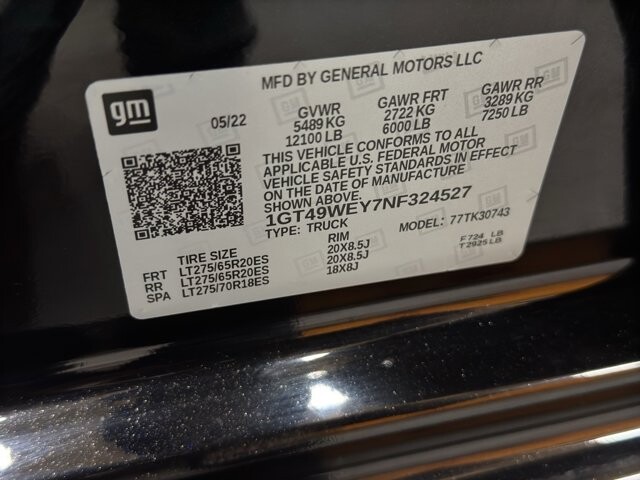 MFD BY GENERAL MOTORS LLC
gm
05/22
GVWR GAWR FRT GAWR RR
5489 KG 2722 KG 3289 KG
12100 LB 6000 LB 7250 LB
THIS VEHICLE CONFORMS TO ALL
APPLICABLE U.S. FEDERAL MOTOR
VEHICLE SAFETY STANDARDS IN EFFECT
ON THE DATE OF MANUFACTURE
SHOWN ABOVE.
1GT49WEY7NF324527
TYPE: TRUCK MODEL: 77TK30743
TIRE SIZE RIM F 724 LB
FRT LT275/65R20ES 20X8.5J T 2925 LB
RR LT275/65R20ES 20X8.5J
SPA LT275/70R18ES 18X8J